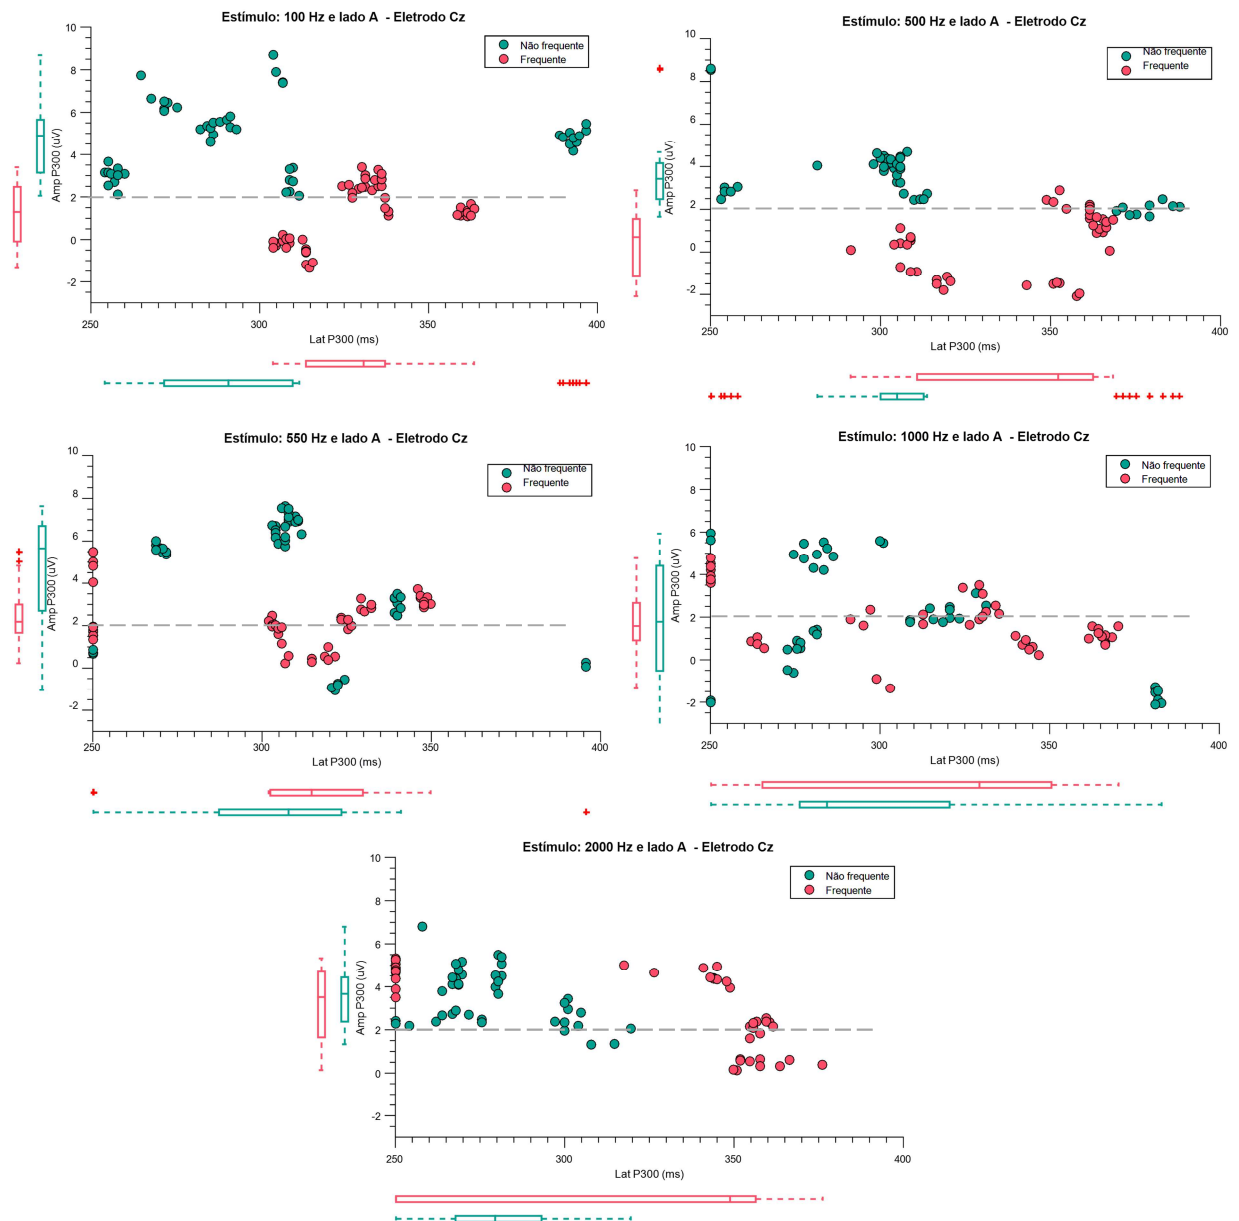 Estímulo: 100 Hz e lado A - Eletrodo Cz
Não frequente
Frequente
10
8
6
4
2
0
-2
Amp P300 (uV)
250
300
350
400
Lat P300 (ms)
Estímulo: 500 Hz e lado A - Eletrodo Cz
Não frequente
Frequente
10
8
6
4
2
0
-2
Amp P300 (uV)
250
300
350
400
Lat P300 (ms)
Estímulo: 550 Hz e lado A - Eletrodo Cz
Não frequente
Frequente
10
8
6
4
2
0
-2
Amp P300 (uV)
250
300
350
400
Lat P300 (ms)
Estímulo: 1000 Hz e lado A - Eletrodo Cz
Não frequente
Frequente
10
8
6
4
2
0
-2
Amp P300 (uV)
250
300
350
400
Lat P300 (ms)
Estímulo: 2000 Hz e lado A - Eletrodo Cz
Não frequente
Frequente
10
8
6
4
2
0
-2
Amp P300 (uV)
250
300
350
400
Lat P300 (ms)